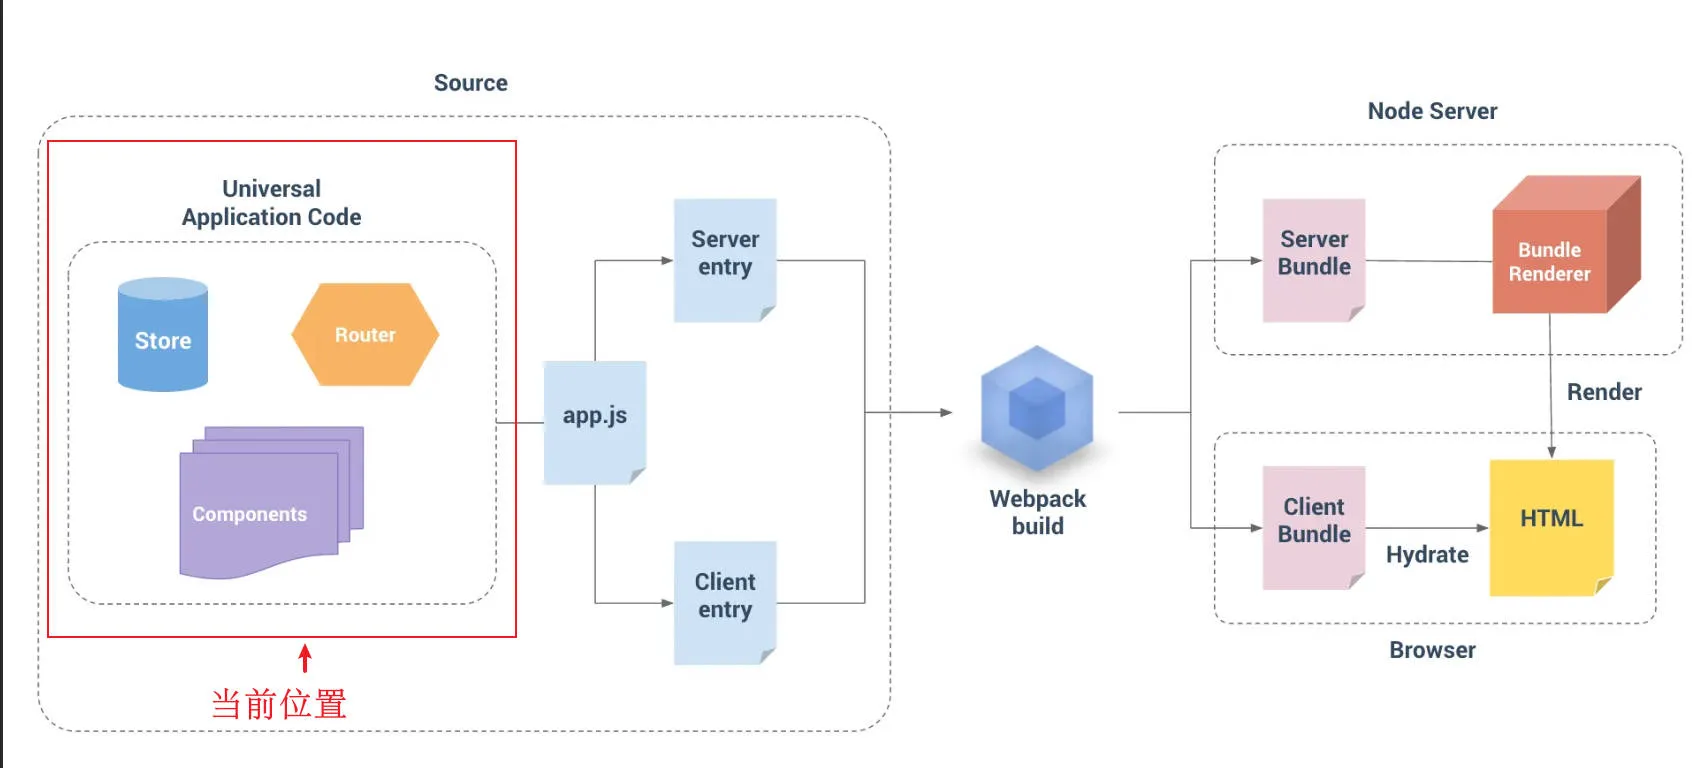 Source
Universal
Application Code
Store
Router
Components
当前位置
app.js
Server
entry
Client
entry
Webpack
build
Node Server
Server
Bundle
Bundle
Renderer
Render
Client
Bundle
Hydrate
HTML
Browser